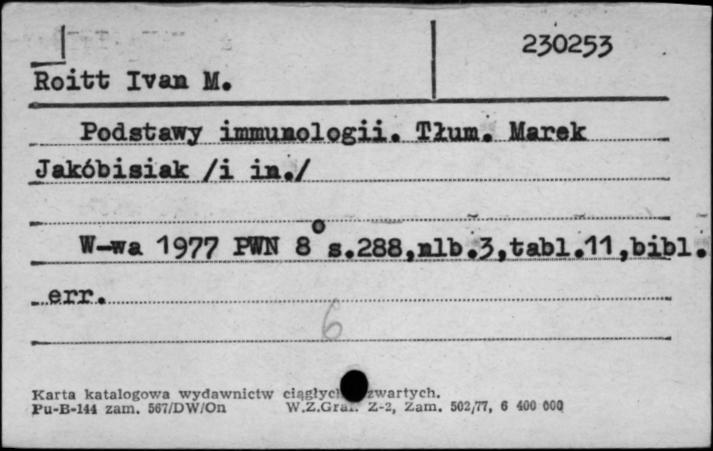 230253
Roitt Ivan M.
Podstawy immunologii. Tłum. Marek
Jakóbisiak /i in./
W-wa 1977 PWN 8° s.288,nlb.3,tabl.11,bibl.
err.
6
Karta katalogowa wydawnictw
Pu-B-144 zam. 567/DW/On W.Z.Graf. Z-2, Zam. 502/77, 6 400 000